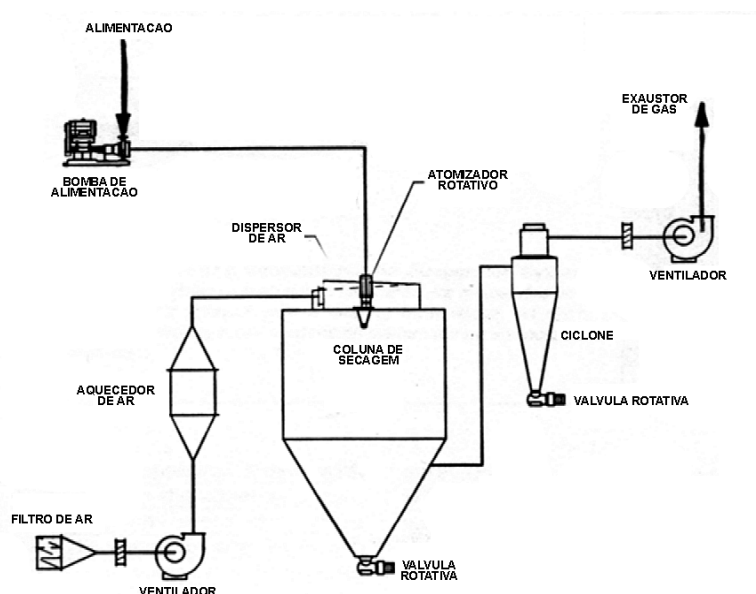 ALIMENTACAO
EXAUSTOR
DE GAS
BOMBA DE
ALIMENTACAO
ATOMIZADOR
ROTATIVO
DISPERSOR
DE AR
VENTILADOR
COLUNA DE
SECAGEM
CICLONE
AQUECEDOR
DE AR
VALVULA ROTATIVA
FILTRO DE AR
VALVULA
ROTATIVA
VENTILADOR